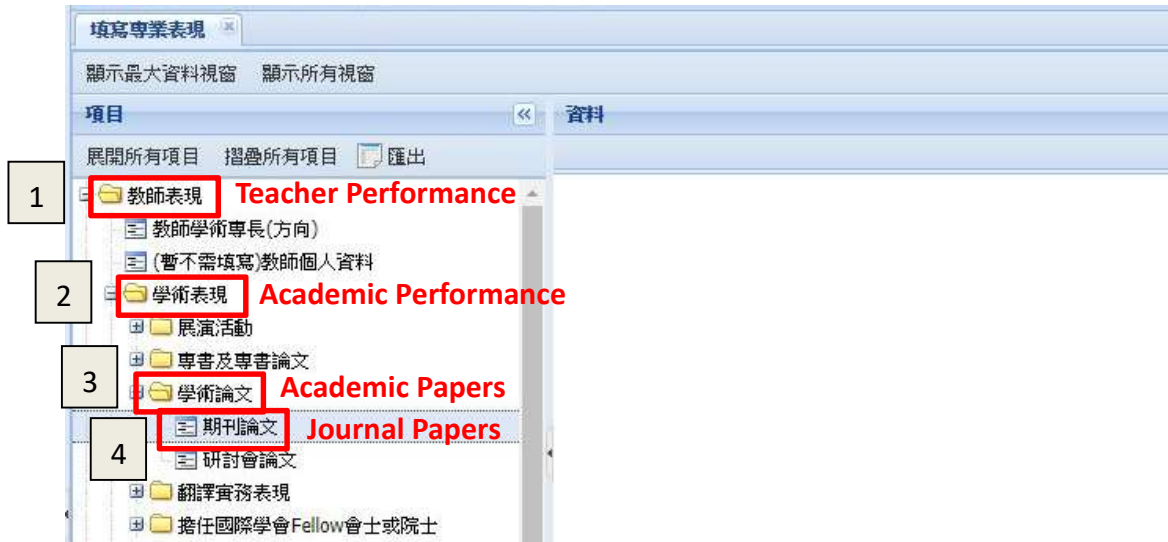 填寫專業表現
顯示最大資料視窗 顯示所有視窗
項目 資料
展開所有項目 摺疊所有項目 匯出
1 教師表現 Teacher Performance
教師學術專長(方向)
(暫不需填寫)教師個人資料
2 學術表現 Academic Performance
展演活動
專書及專書論文
3 學術論文 Academic Papers
期刊論文 Journal Papers
4 研討會論文
翻譯實務表現
擔任國際學會Fellow會士或院士